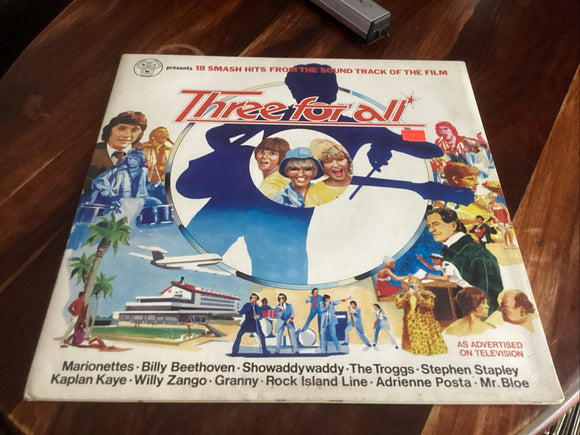 presents 18 SMASH HITS FROM THE SOUND TRACK OF THE FILM
Three for all
AS ADVERTISED
ON TELEVISION
Marionettes · Billy Beethoven · Showaddywaddy · The Troggs · Stephen Stapley
Kaplan Kaye · Willy Zango · Granny · Rock Island Line · Adrienne Posta · Mr. Bloe